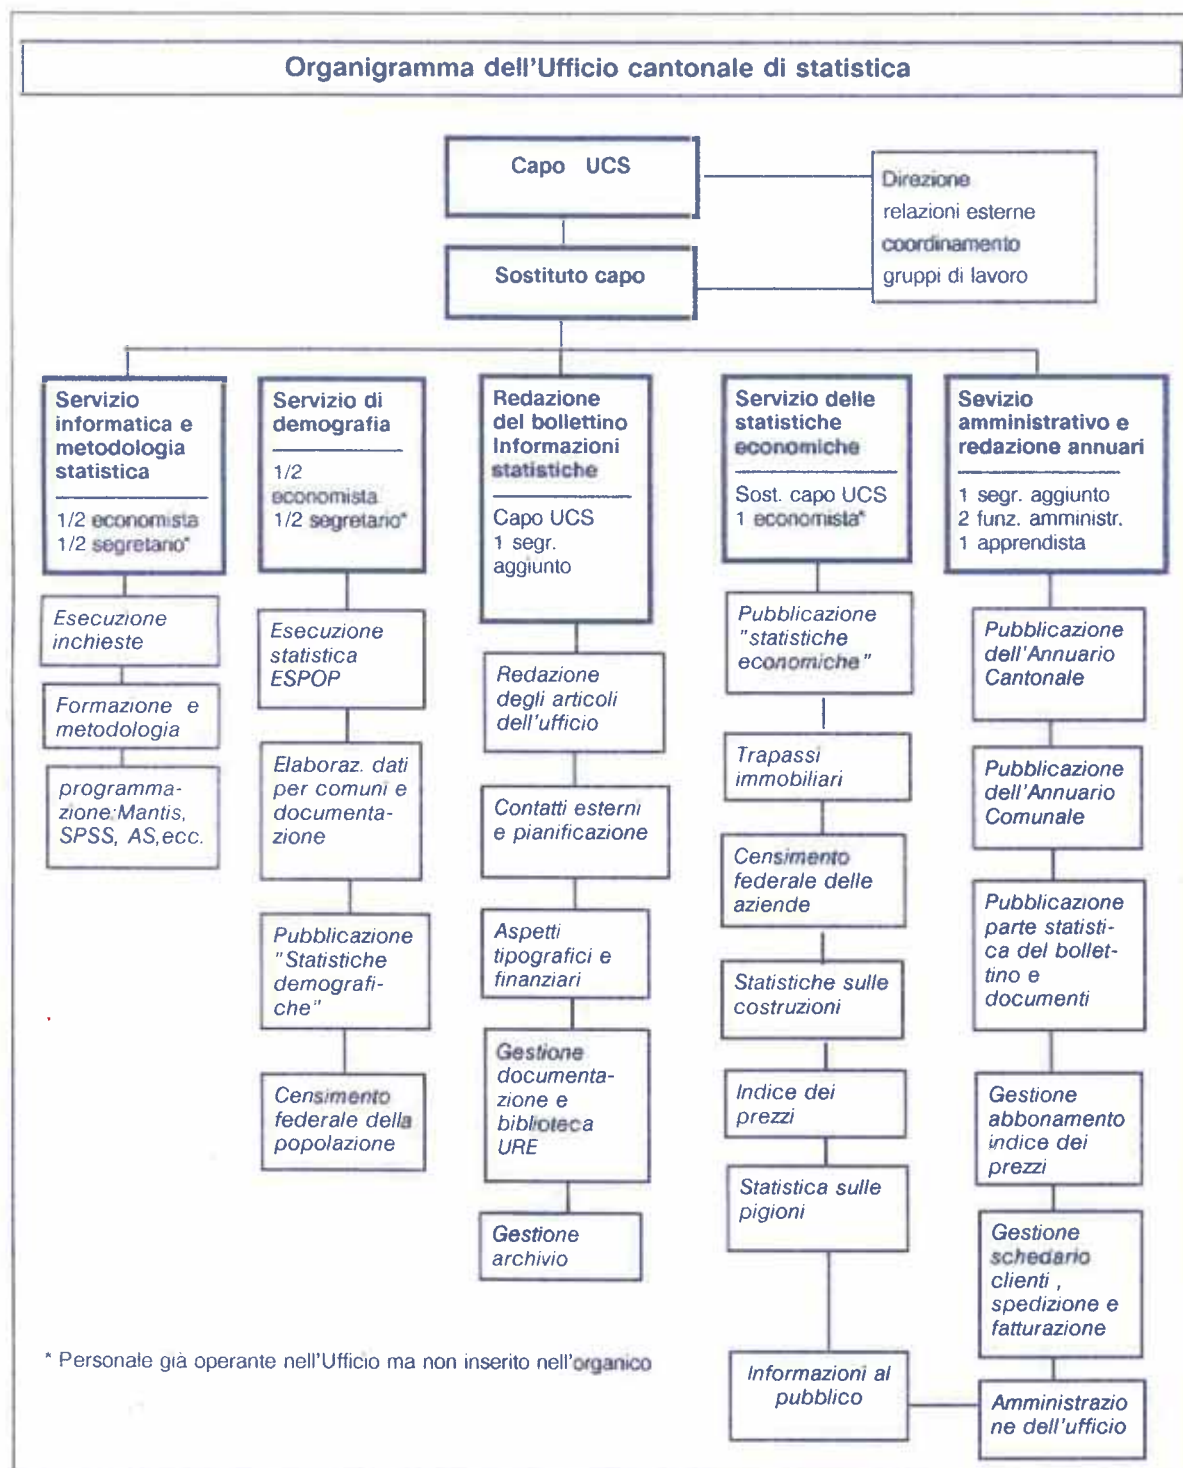 Organigramma dell'Ufficio cantonale di statistica
Capo UCS
Direzione
relazioni esterne
coordinamento
gruppi di lavoro
Sostituto capo
Servizio
informatica e
metodologia
statistica
1/2 economista
1/2 segretario*
Esecuzione
inchieste
Formazione e
metodologia
programma-
zione:Mantis,
SPSS, AS,ecc.
Servizio di
demografia
1/2
economista
1/2 segretario*
Esecuzione
statistica
ESPOP
Elaboraz. dati
per comuni e
documenta-
zione
Pubblicazione
"Statistiche
demografi-
che"
Censimento
federale della
popolazione
Redazione
del bollettino
Informazioni
statistiche
Capo UCS
1 segr.
aggiunto
Redazione
degli articoli
dell'ufficio
Contatti esterni
e pianificazione
Aspetti
tipografici e
finanziari
Gestione
documenta-
zione e
biblioteca
URE
Gestione
archivio
Servizio delle
statistiche
economiche
Sost. capo UCS
1 economista*
Pubblicazione
"statistiche
economiche"
Trapassi
immobiliari
Censimento
federale delle
aziende
Statistiche sulle
costruzioni
Indice dei
prezzi
Statistica sulle
pigioni
Informazioni al
pubblico
Sevizio
amministrativo e
redazione annuari
1 segr. aggiunto
2 funz. amministr.
1 apprendista
Pubblicazione
dell'Annuario
Cantonale
Pubblicazione
dell'Annuario
Comunale
Pubblicazione
parte statisti-
ca del bollet-
tino e
documenti
Gestione
abbonamento
indice dei
prezzi
Gestione
schedario
clienti ,
spedizione e
fatturazione
Amministrazio
ne dell'ufficio
* Personale già operante nell'Ufficio ma non inserito nell'organico